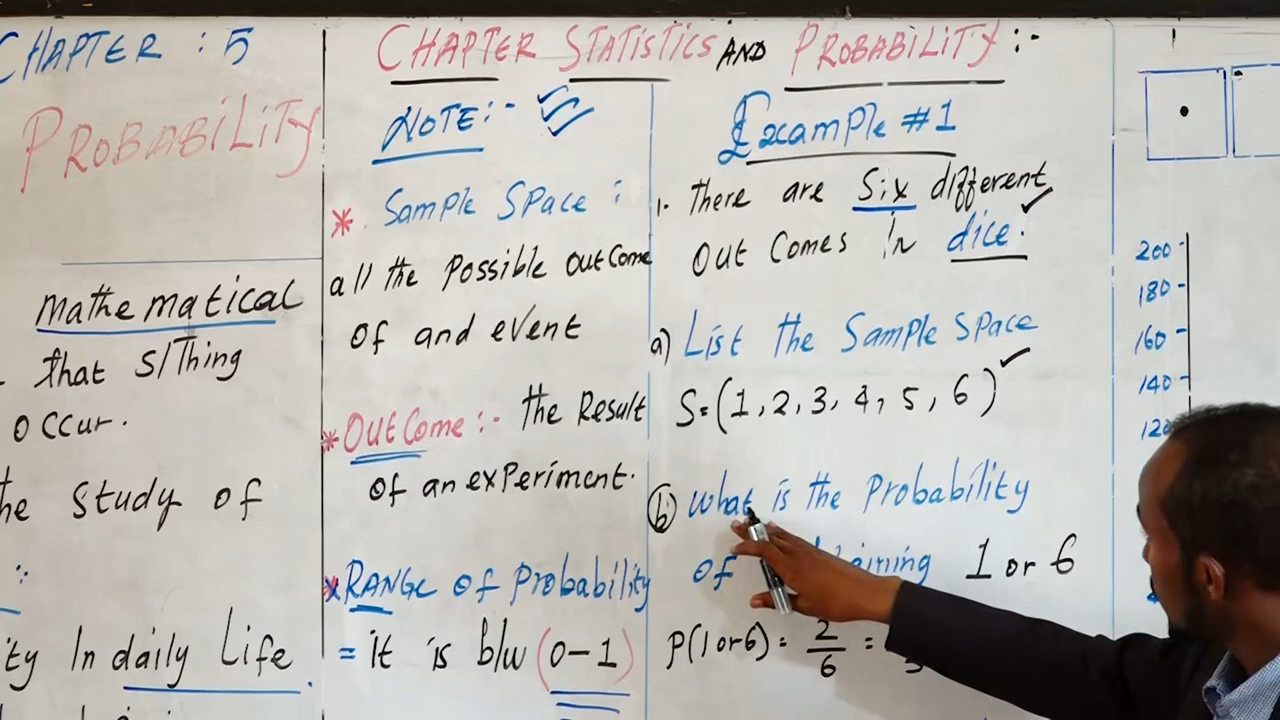 CHAPTER : 5
PROBABILITY
Mathematical
that S/Thing
occur.
the study of
:
ity In daily Life.
CHAPTER STATISTICS AND PROBABILITY:-
NOTE:-
* Sample Space :
all the possible outcome
of and event
* OutCome:- the Result
of an experiment.
* RANGE of Probability
= it is b/w (0-1)
Example #1
1. There are Six different
out comes in dice.
a) List the Sample Space
S=(1,2,3,4,5,6)
(b) What is the Probability
of 1 or 6
P(1 or 6) = 2/6 =
200
180
160
140